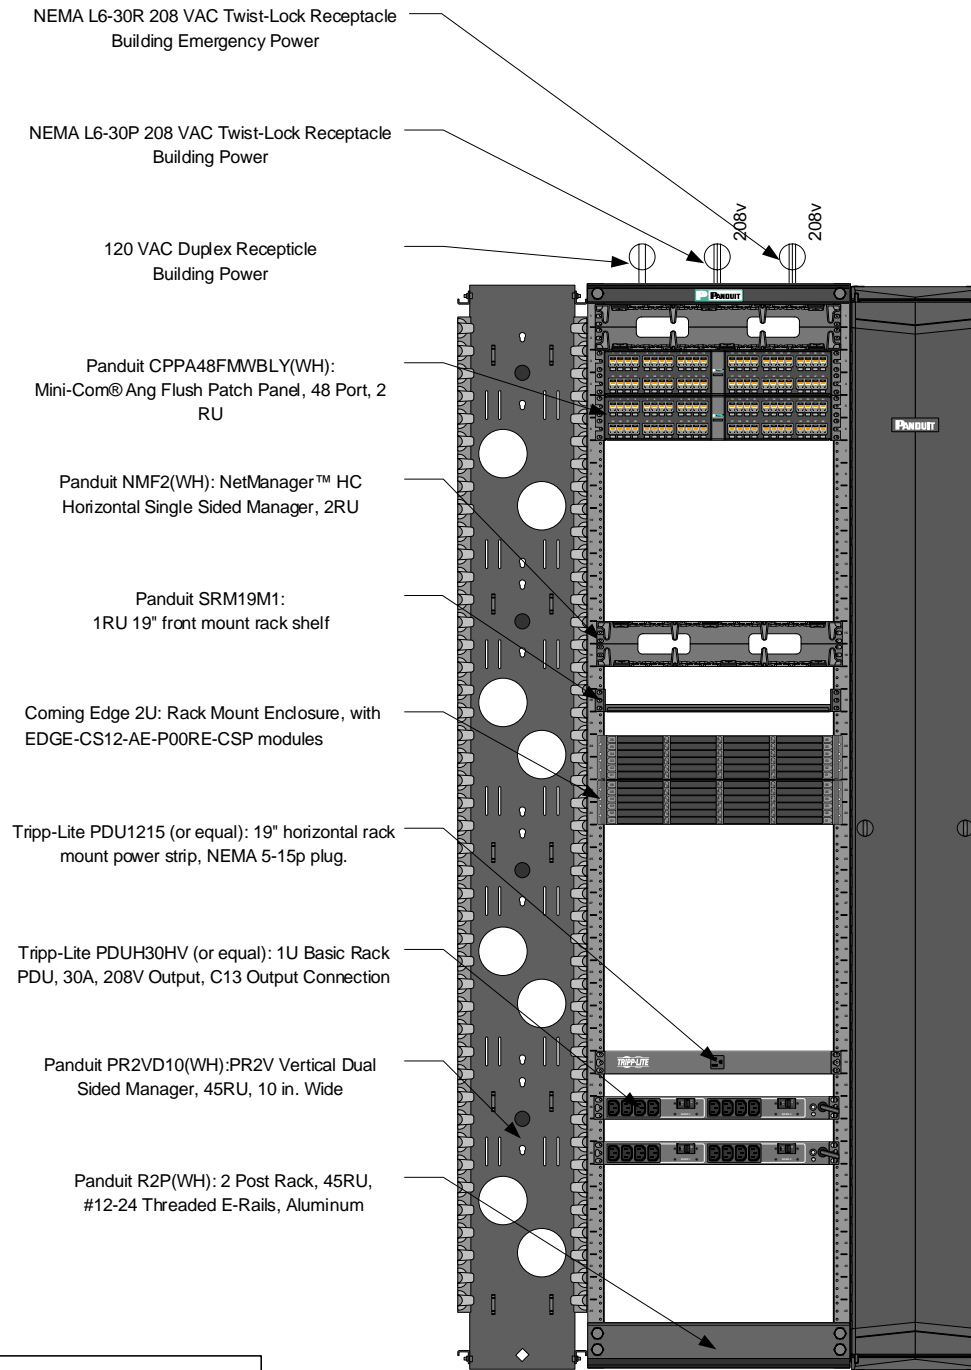 NEMA L6-30R 208 VAC Twist-Lock Receptacle
Building Emergency Power
NEMA L6-30P 208 VAC Twist-Lock Receptacle
Building Power
208v
208v
120 VAC Duplex Recepticle
Building Power
PANDUIT
Panduit CPPA48FMWBLY(WH):
Mini-Com® Ang Flush Patch Panel, 48 Port, 2
RU
PANDUIT
Panduit NMF2(WH): NetManager™ HC
Horizontal Single Sided Manager, 2RU
Panduit SRM19M1:
1RU 19" front mount rack shelf
Corning Edge 2U: Rack Mount Enclosure, with
EDGE-CS12-AE-P00RE-CSP modules
Tripp-Lite PDU1215 (or equal): 19" horizontal rack
mount power strip, NEMA 5-15p plug.
Tripp-Lite PDUH30HV (or equal): 1U Basic Rack
PDU, 30A, 208V Output, C13 Output Connection
TRIPP-LITE
Panduit PR2VD10(WH):PR2V Vertical Dual
Sided Manager, 45RU, 10 in. Wide
Panduit R2P(WH): 2 Post Rack, 45RU,
#12-24 Threaded E-Rails, Aluminum